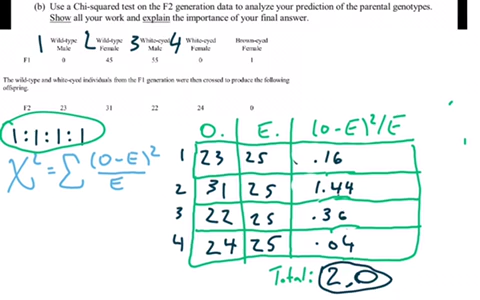 (b) Use a Chi-squared test on the F2 generation data to analyze your prediction of the parental genotypes.
Show all your work and explain the importance of your final answer.
1 Wild-type Male 2 Wild-type Female 3 White-eyed Male 4 White-eyed Female Brown-eyed Female
F1 0 45 55 0 1
The wild-type and white-eyed individuals from the F1 generation were then crossed to produce the following
offspring.
F2 23 31 22 24 0
1:1:1:1
X² = Σ (O-E)²/E
O. E. (O-E)²/E
1 23 25 .16
2 31 25 1.44
3 22 25 .36
4 24 25 .04
Total: 2.0